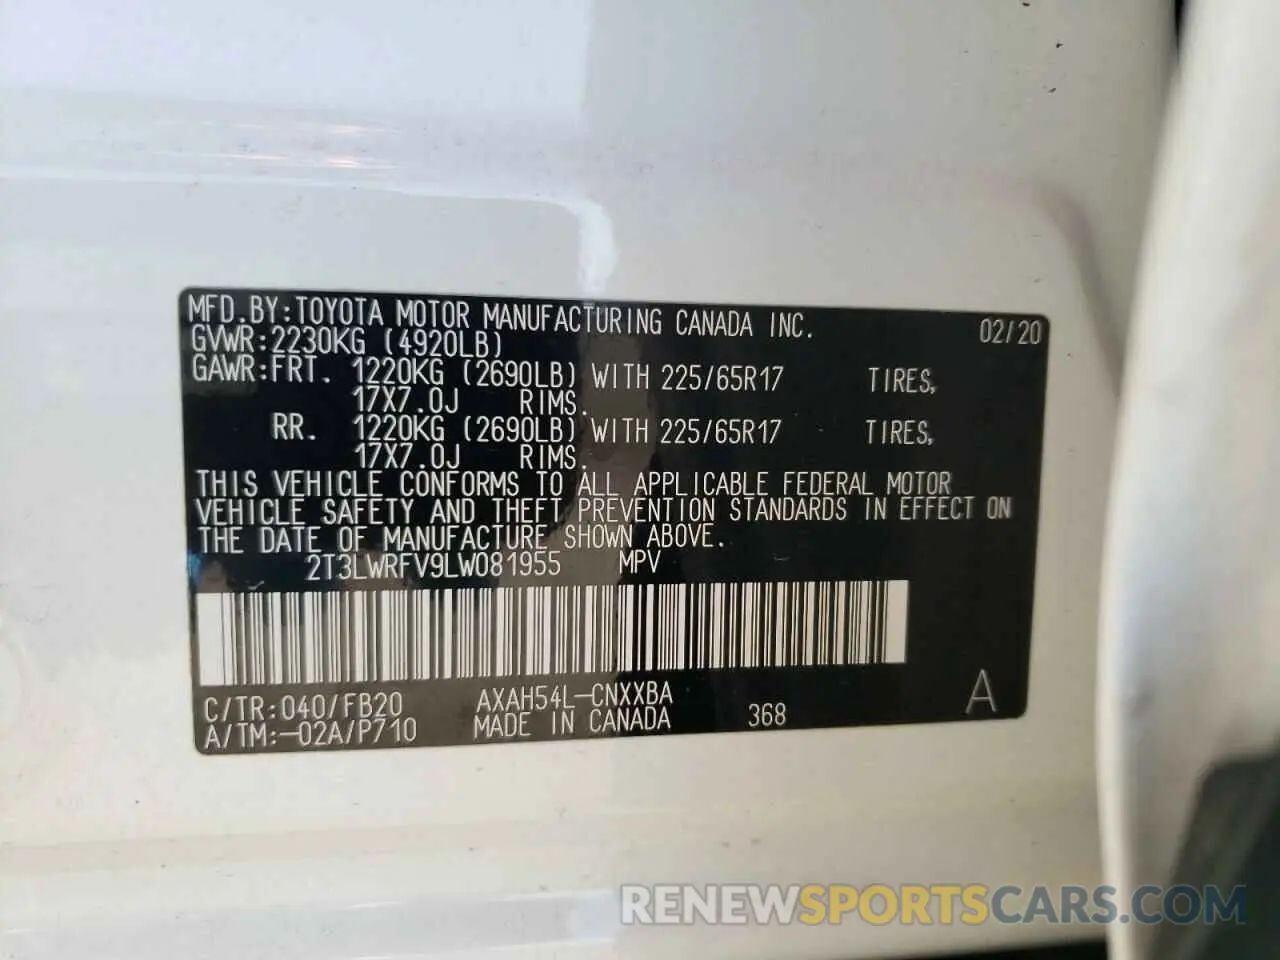 MFD.BY:TOYOTA MOTOR MANUFACTURING CANADA INC. 02/20
GVWR:2230KG (4920LB)
GAWR:FRT. 1220KG (2690LB) WITH 225/65R17 TIRES,
17X7.0J RIMS.
RR. 1220KG (2690LB) WITH 225/65R17 TIRES,
17X7.0J RIMS.
THIS VEHICLE CONFORMS TO ALL APPLICABLE FEDERAL MOTOR
VEHICLE SAFETY AND THEFT PREVENTION STANDARDS IN EFFECT ON
THE DATE OF MANUFACTURE SHOWN ABOVE.
2T3LWRFV9LW081955 MPV
C/TR:040/FB20 AXAH54L-CNXXBA A
A/TM:-02A/P710 MADE IN CANADA 368
RENEWSPORTSCARS.COM